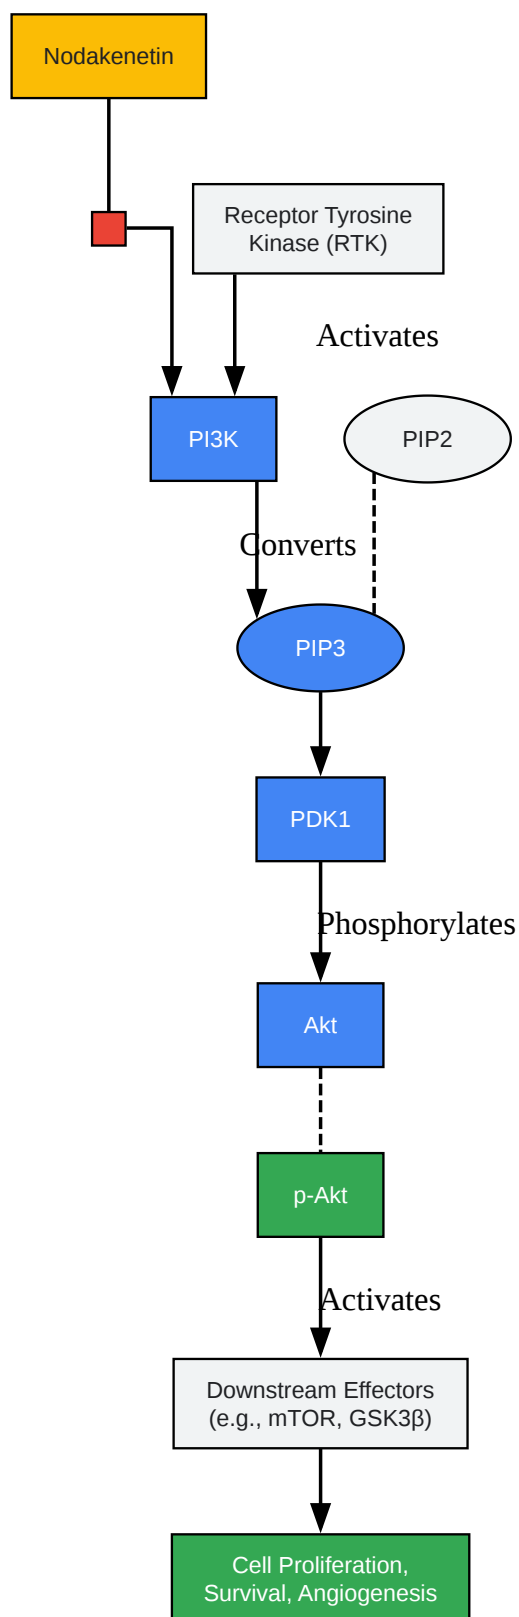 Nodakenetin
Receptor Tyrosine
Kinase (RTK)
Activates
PI3K
PIP2
Converts
PIP3
PDK1
Phosphorylates
Akt
p-Akt
Activates
Downstream Effectors
(e.g., mTOR, GSK3β)
Cell Proliferation,
Survival, Angiogenesis